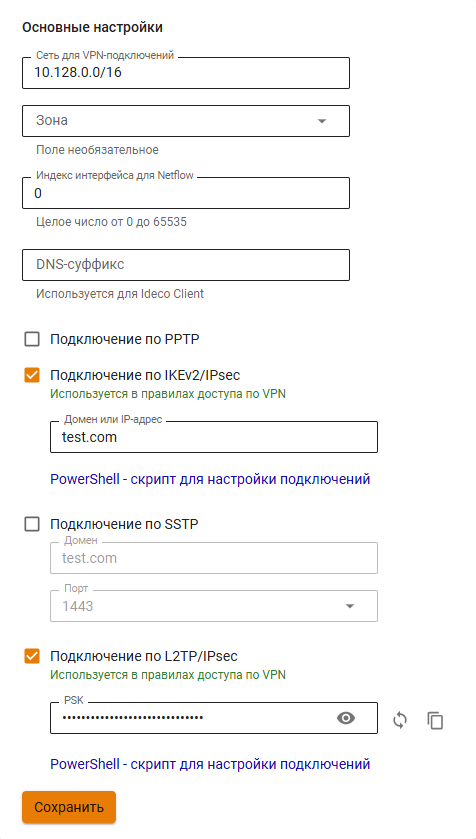 Основные настройки
Сеть для VPN-подключений
10.128.0.0/16
Зона
Поле необязательное
Индекс интерфейса для Netflow
0
Целое число от 0 до 65535
DNS-суффикс
Используется для Ideco Client
Подключение по PPTP
Подключение по IKEv2/IPsec
Используется в правилах доступа по VPN
Домен или IP-адрес
test.com
PowerShell - скрипт для настройки подключений
Подключение по SSTP
Домен
test.com
Порт
1443
Подключение по L2TP/IPsec
Используется в правилах доступа по VPN
PSK
••••••••••••••••••••••••••••••
PowerShell - скрипт для настройки подключений
Сохранить